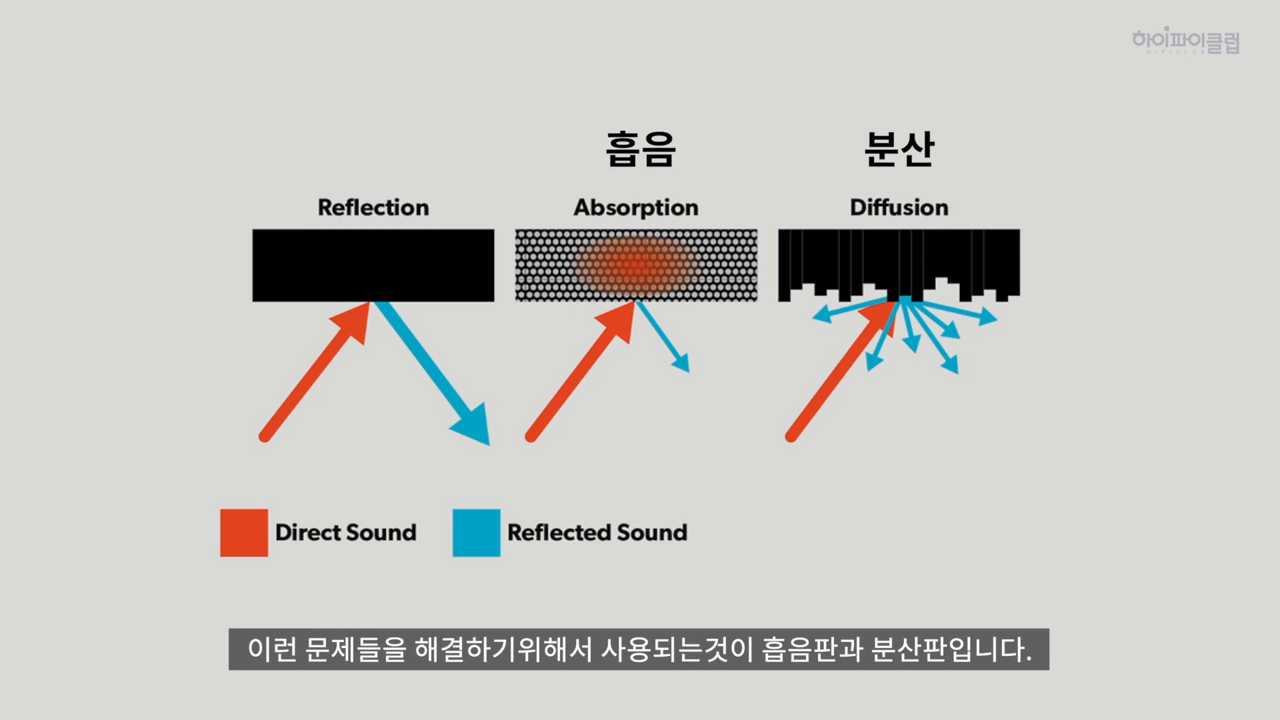 하이파이클럽
HIFICLUB
흡음
분산
Reflection
Absorption
Diffusion
Direct Sound
Reflected Sound
이런 문제들을 해결하기위해서 사용되는것이 흡음판과 분산판입니다.